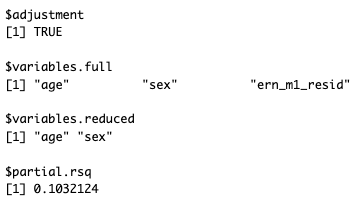 $adjustment
[1] TRUE
$variables.full
[1] "age" "sex" "ern_m1_resid"
$variables.reduced
[1] "age" "sex"
$partial.rsq
[1] 0.1032124